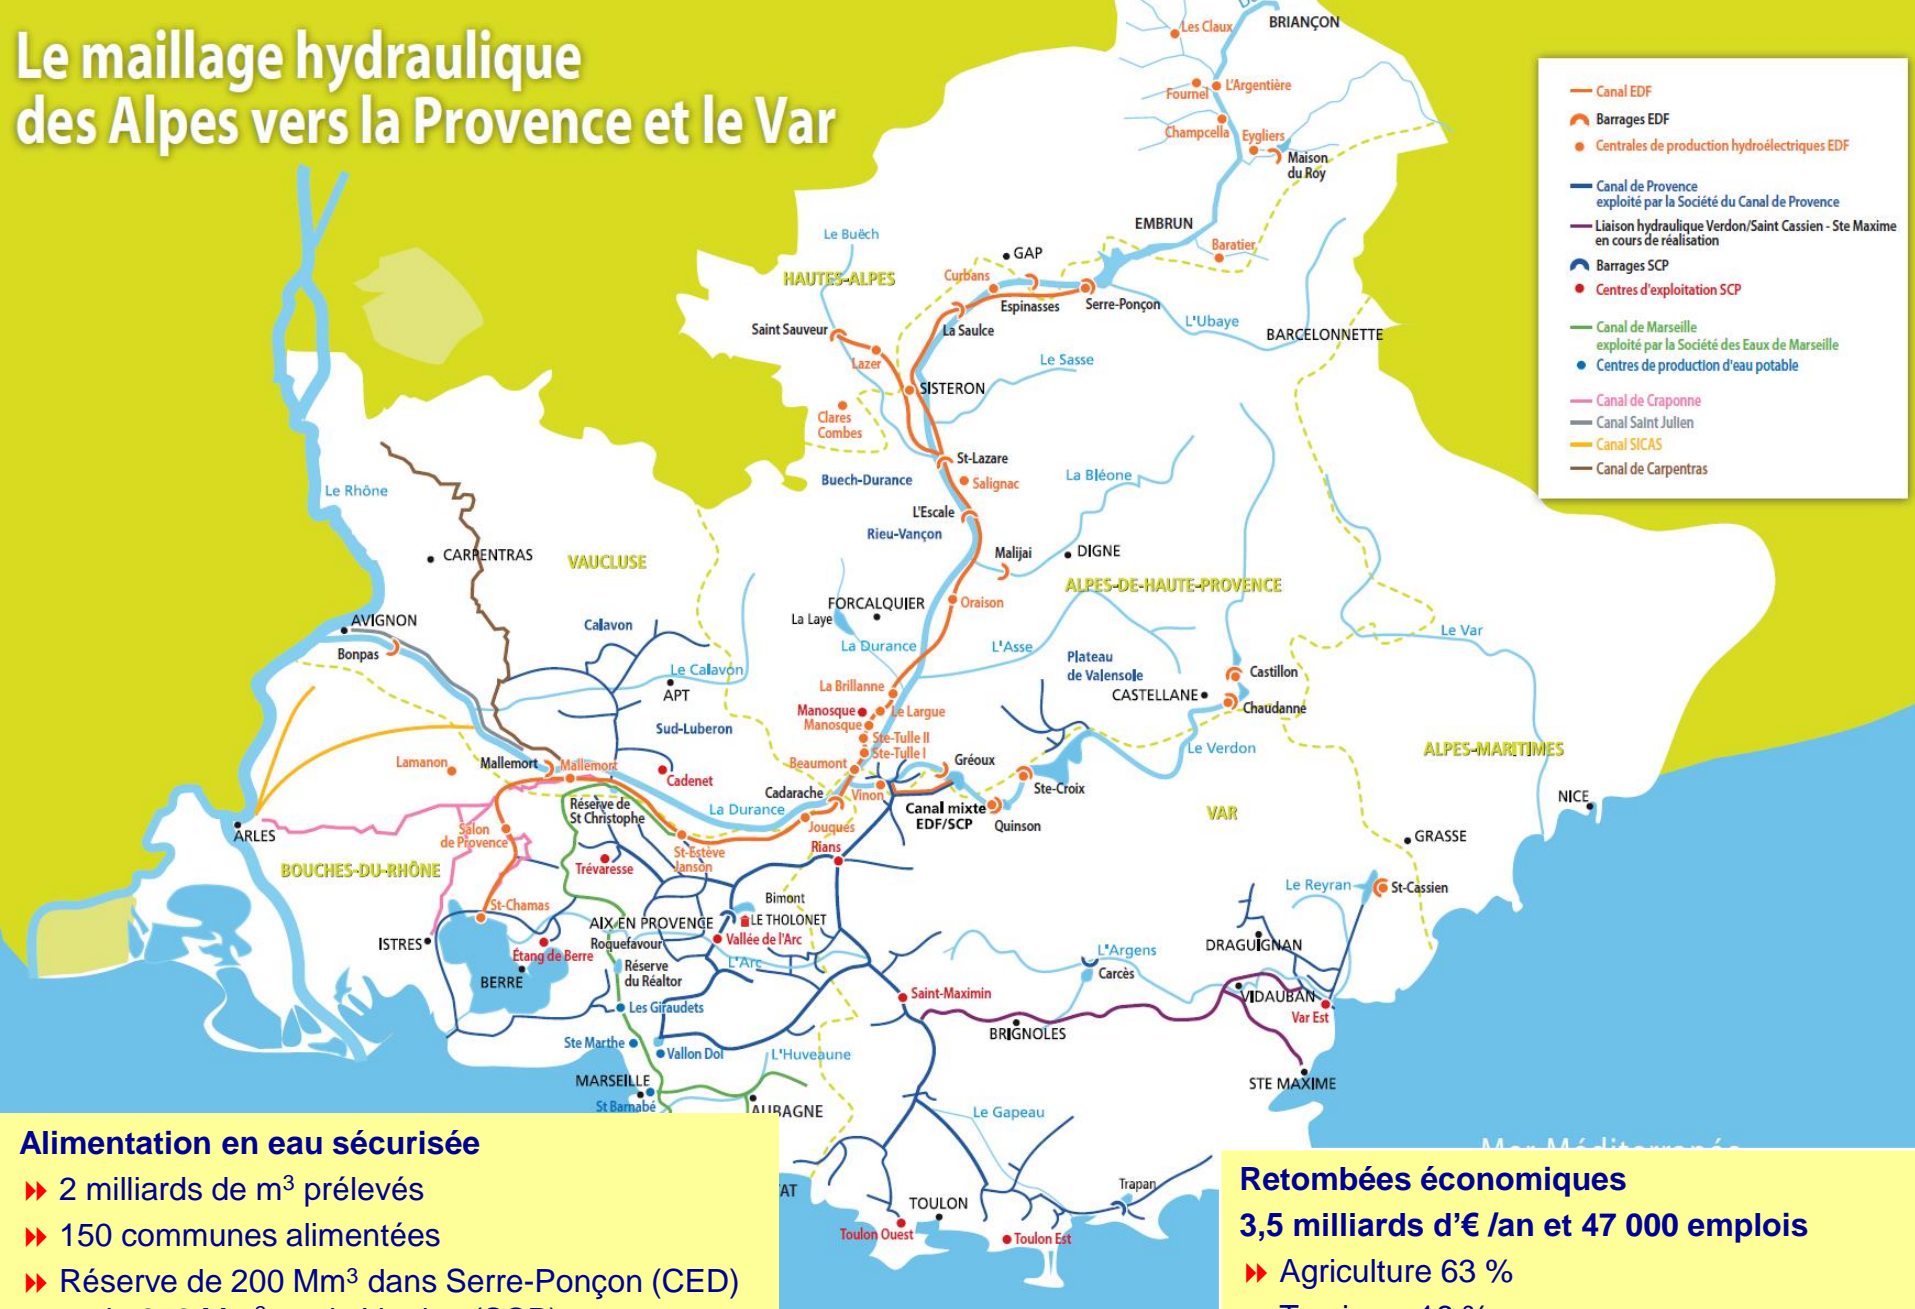 Le maillage hydraulique
des Alpes vers la Provence et le Var
BRIANÇON
Les Claux
L'Argentière
Fournel
Champcella
Eygliers
Maison
du Roy
Canal EDF
Barrages EDF
Centrales de production hydroélectriques EDF
Canal de Provence
exploité par la Société du Canal de Provence
Liaison hydraulique Verdon/Saint Cassien - Ste Maxime
en cours de réalisation
Barrages SCP
Centres d'exploitation SCP
Canal de Marseille
exploité par la Société des Eaux de Marseille
Centres de production d'eau potable
Canal de Craponne
Canal Saint Julien
Canal SICAS
Canal de Carpentras
EMBRUN
Le Buëch
Baratier
GAP
HAUTES-ALPES
Curbans
Espinasses
Serre-Ponçon
L'Ubaye
Saint Sauveur
La Saulce
BARCELONNETTE
Lazer
Le Sasse
SISTERON
Clares
Combes
St-Lazare
Buech-Durance
Salignac
La Bléone
Le Rhône
L'Escale
Rieu-Vançon
CARPENTRAS
VAUCLUSE
Malijai
DIGNE
ALPES-DE-HAUTE-PROVENCE
FORCALQUIER
Oraison
La Laye
AVIGNON
Calavon
Le Var
Bonpas
La Durance
L'Asse
Plateau
de Valensole
Le Calavon
APT
Castillon
La Brillanne
CASTELLANE
Chaudanne
Manosque
Le Largue
Manosque
Sud-Luberon
Ste-Tulle II
Ste-Tulle I
Le Verdon
ALPES-MARITIMES
Lamanon
Mallemort
Mallemort
Beaumont
Gréoux
Cadenet
Ste-Croix
Cadarache
Vinon
NICE
Réserve de
St Christophe
La Durance
Canal mixte
EDF/SCP
Quinson
VAR
ARLES
Salon
de Provence
Jouques
GRASSE
Rians
St-Estève
Janson
BOUCHES-DU-RHÔNE
Trévaresse
Le Reyran
St-Cassien
Bimont
St-Chamas
AIX EN PROVENCE
LE THOLONET
ISTRES
Roquefavour
Vallée de l'Arc
DRAGUIGNAN
L'Argens
Étang de Berre
L'Arc
Réserve
du Réaltor
Carcès
BERRE
Saint-Maximin
VIDAUBAN
Les Giraudets
Var Est
BRIGNOLES
Ste Marthe
Vallon Dol
L'Huveaune
MARSEILLE
STE MAXIME
St Barnabé
AUBAGNE
Le Gapeau
Mer Méditerranée
Trapan
TOULON
Toulon Ouest
Toulon Est
Alimentation en eau sécurisée
2 milliards de m³ prélevés
150 communes alimentées
Réserve de 200 Mm³ dans Serre-Ponçon (CED)
Retombées économiques
3,5 milliards d'€ /an et 47 000 emplois
Agriculture 63 %